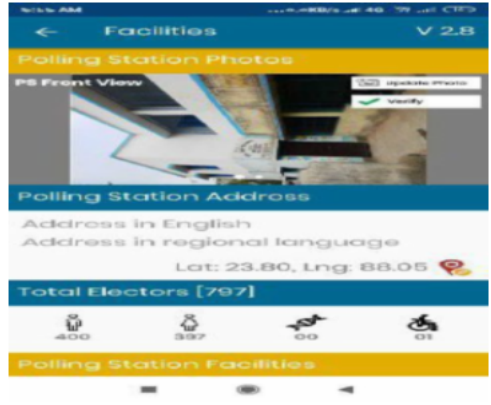 Facilities V 2.8
Polling Station Photos
PS Front View
Update Photo
Verify
Polling Station Address
Address in English
Address in regional language
Lat: 23.80, Lng: 88.05
Total Electors [797]
400 397 00 01
Polling Station Facilities